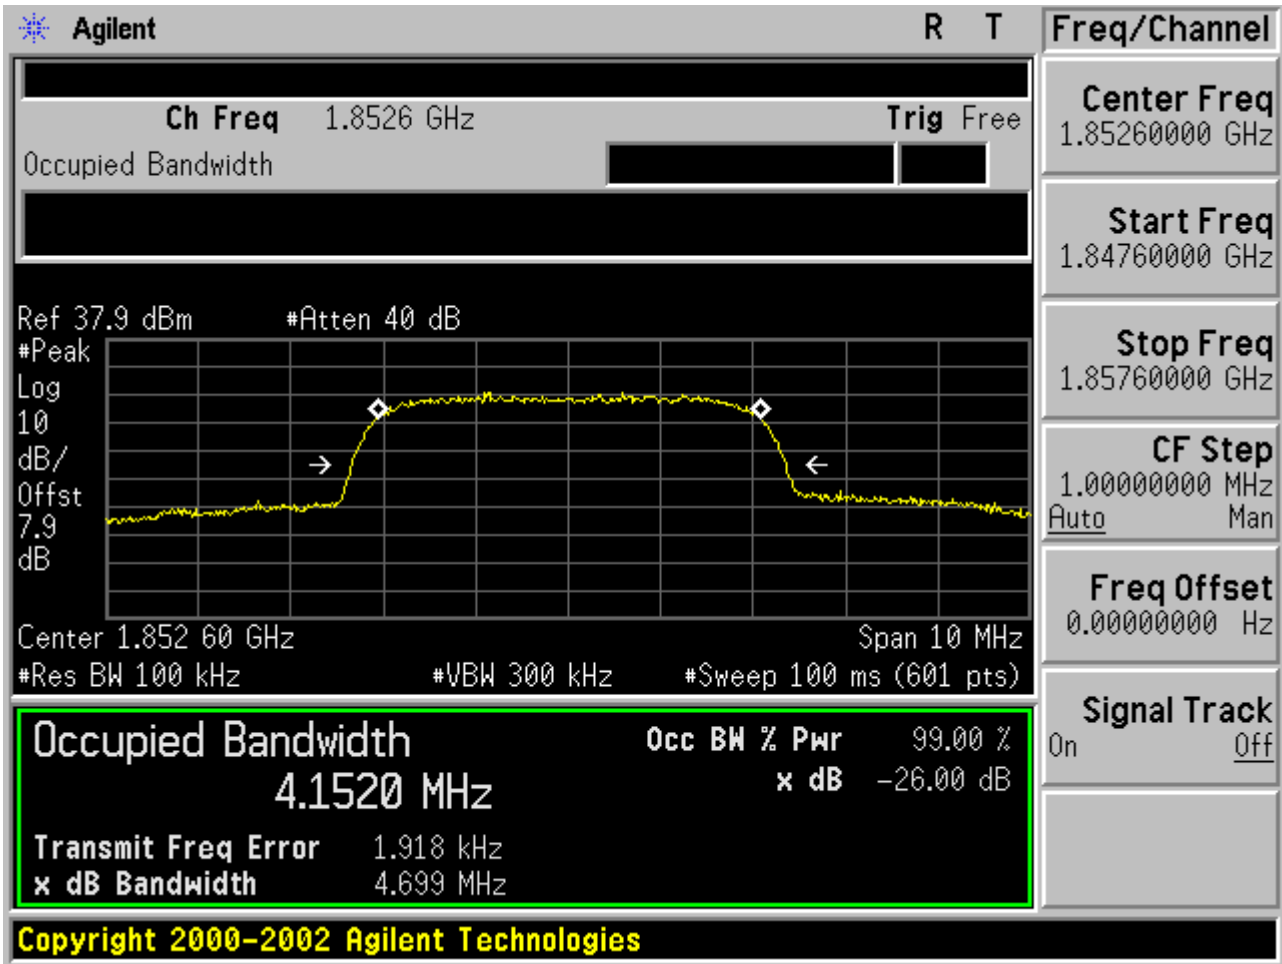 Agilent R T
Freq/Channel
Ch Freq 1.8526 GHz Trig Free
Occupied Bandwidth
Center Freq
1.85260000 GHz
Start Freq
1.84760000 GHz
Stop Freq
1.85760000 GHz
CF Step
1.00000000 MHz
Auto Man
Freq Offset
0.00000000 Hz
Signal Track
On Off
Ref 37.9 dBm #Atten 40 dB
#Peak
Log
10
dB/
Offst
7.9
dB
Center 1.852 60 GHz Span 10 MHz
#Res BW 100 kHz #VBW 300 kHz #Sweep 100 ms (601 pts)
Occupied Bandwidth
4.1520 MHz
Occ BW % Pwr 99.00 %
x dB -26.00 dB
Transmit Freq Error 1.918 kHz
x dB Bandwidth 4.699 MHz
Copyright 2000-2002 Agilent Technologies